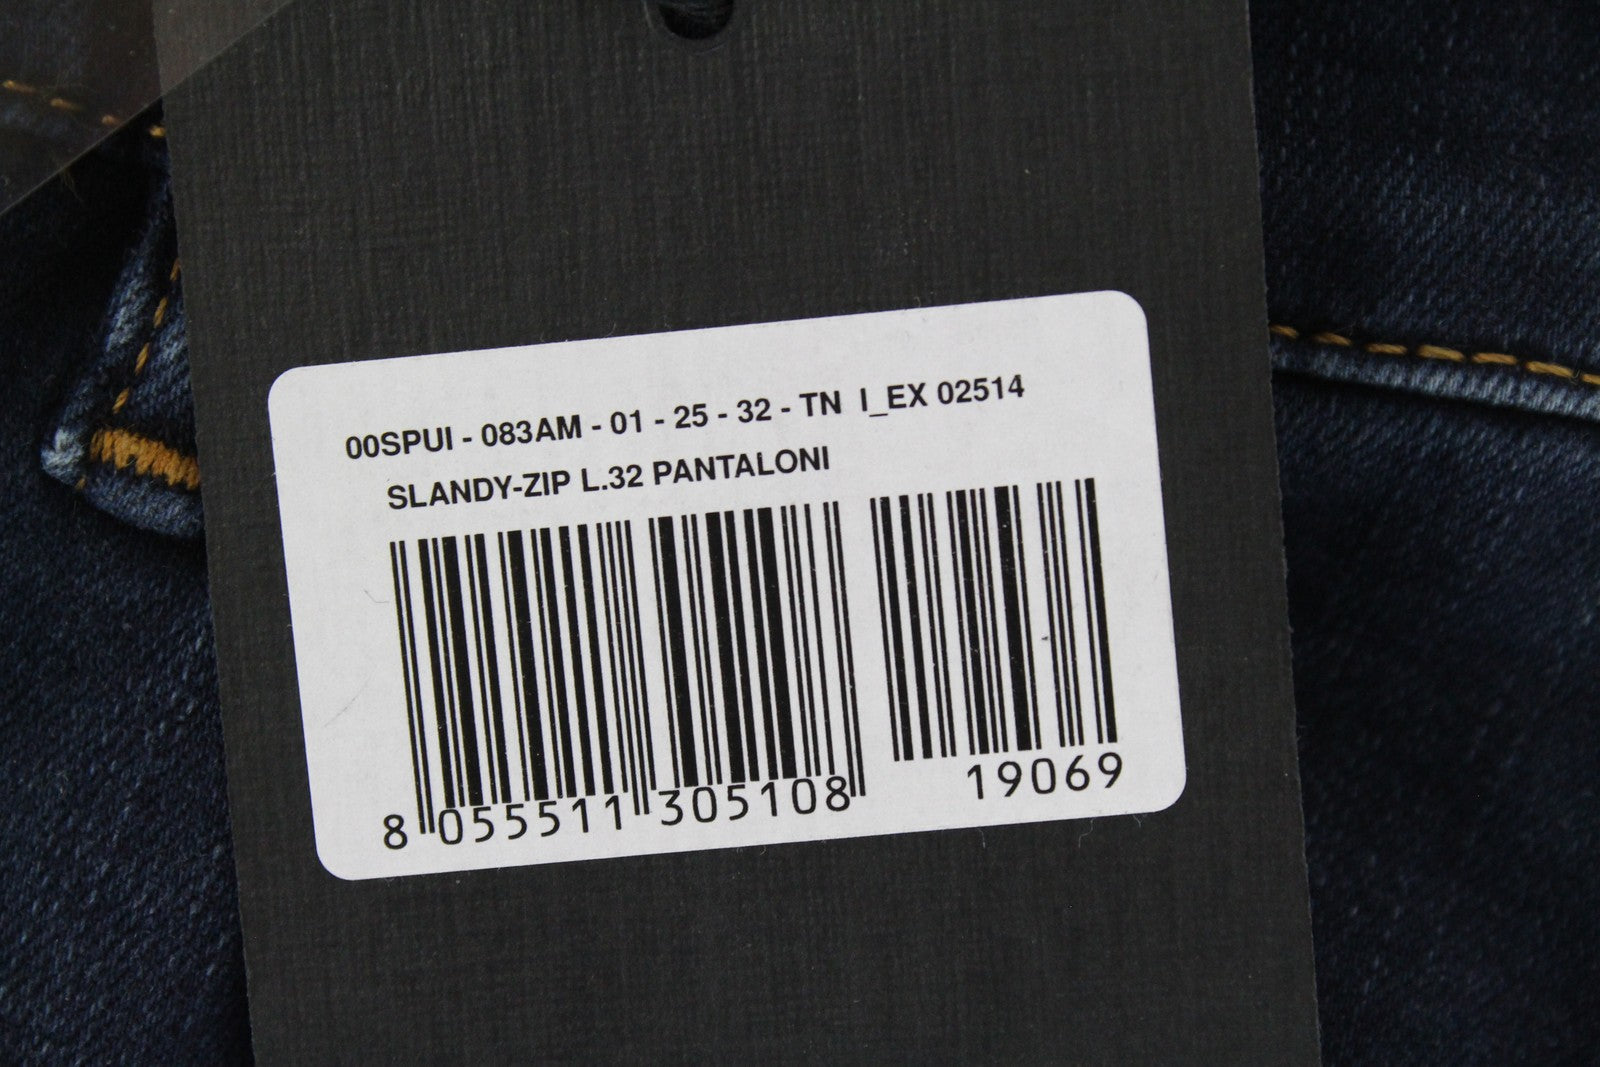 00SPUI - 083AM - 01 - 25 - 32 - TN I_EX 02514
SLANDY-ZIP L.32 PANTALONI
8 055511 305108 19069